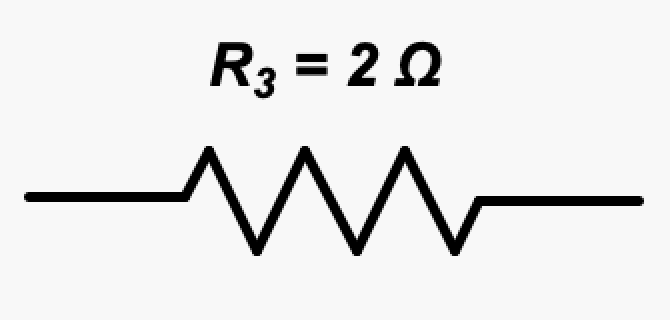 R₃ = 2 Ω